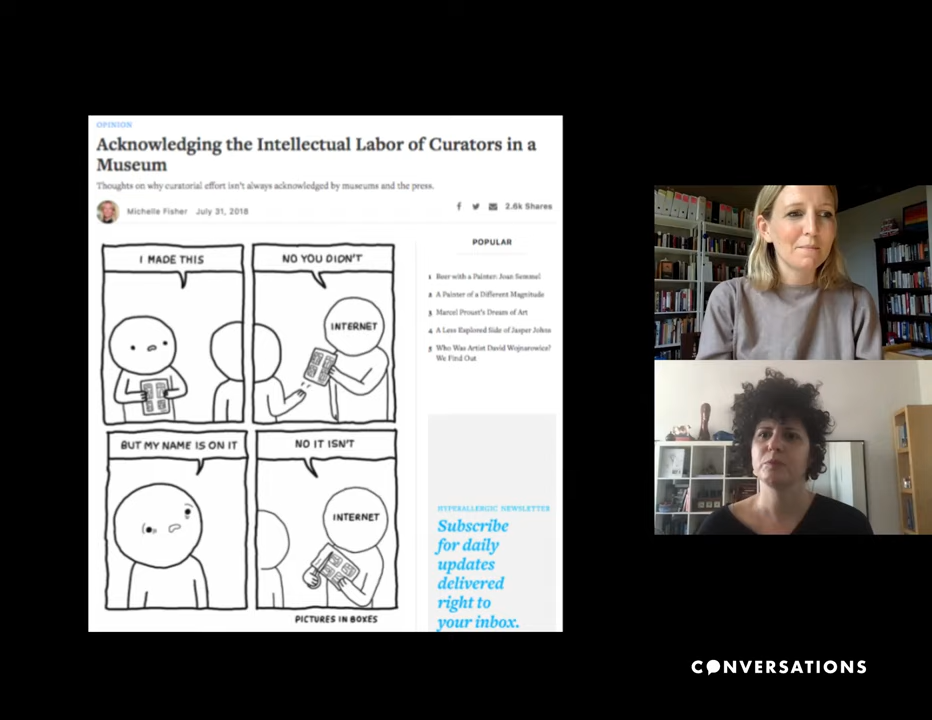 OPINION
Acknowledging the Intellectual Labor of Curators in a
Museum
Thoughts on why curatorial effort isn't always acknowledged by museums and the press.
Michelle Fisher July 31, 2018
2.6k Shares
I MADE THIS
NO YOU DIDN'T
INTERNET
BUT MY NAME IS ON IT
NO IT ISN'T
INTERNET
PICTURES IN BOXES
POPULAR
1 Beer with a Painter: Joan Semmel
2 A Painter of a Different Magnitude
3 Marcel Proust's Dream of Art
4 A Less Explored Side of Jasper Johns
5 Who Was Artist David Wojnarowicz?
We Find Out
HYPERALLERGIC NEWSLETTER
Subscribe
for daily
updates
delivered
right to
your inbox.
CONVERSATIONS